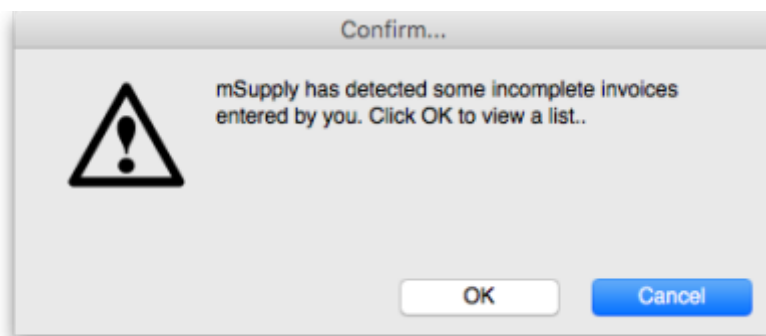 Confirm...
mSupply has detected some incomplete invoices
entered by you. Click OK to view a list..
OK
Cancel